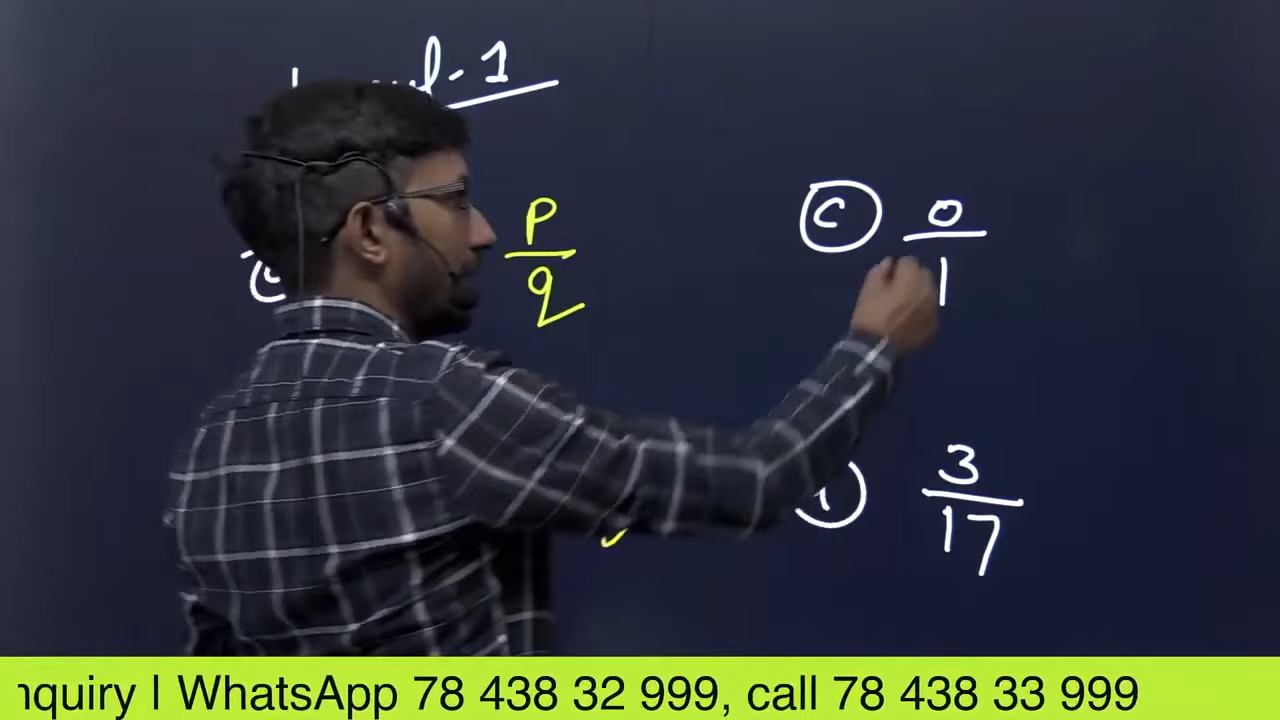 - 1
P
q
C
0
1
3
17
nquiry | WhatsApp 78 438 32 999, call 78 438 33 999